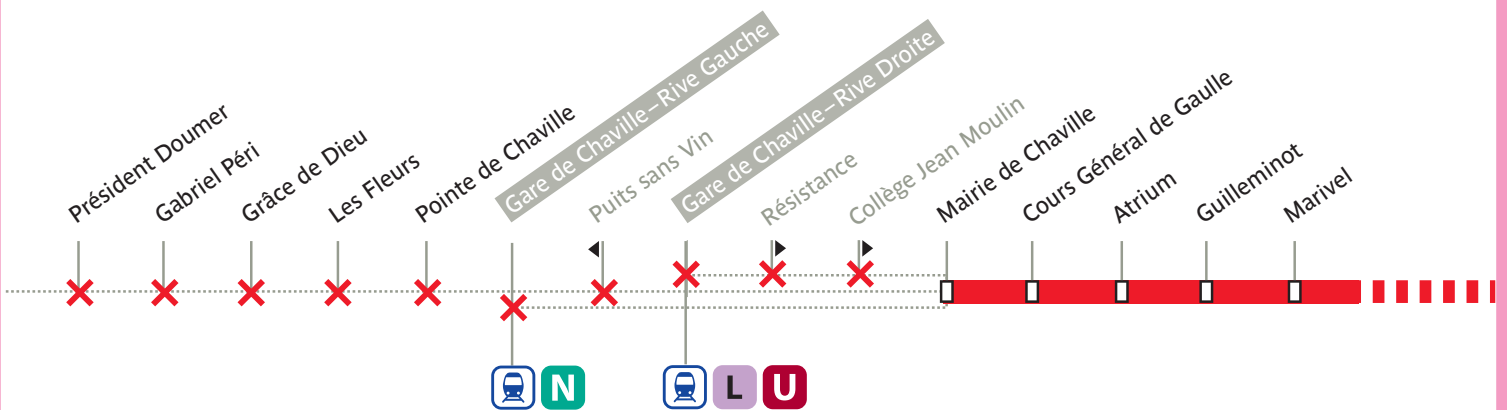 Président Doumer
Gabriel Péri
Grâce de Dieu
Les Fleurs
Pointe de Chaville
Gare de Chaville–Rive Gauche
Puits sans Vin
Gare de Chaville–Rive Droite
Résistance
Collège Jean Moulin
Mairie de Chaville
Cours Général de Gaulle
Atrium
Guilleminot
Marivel
N
L
U